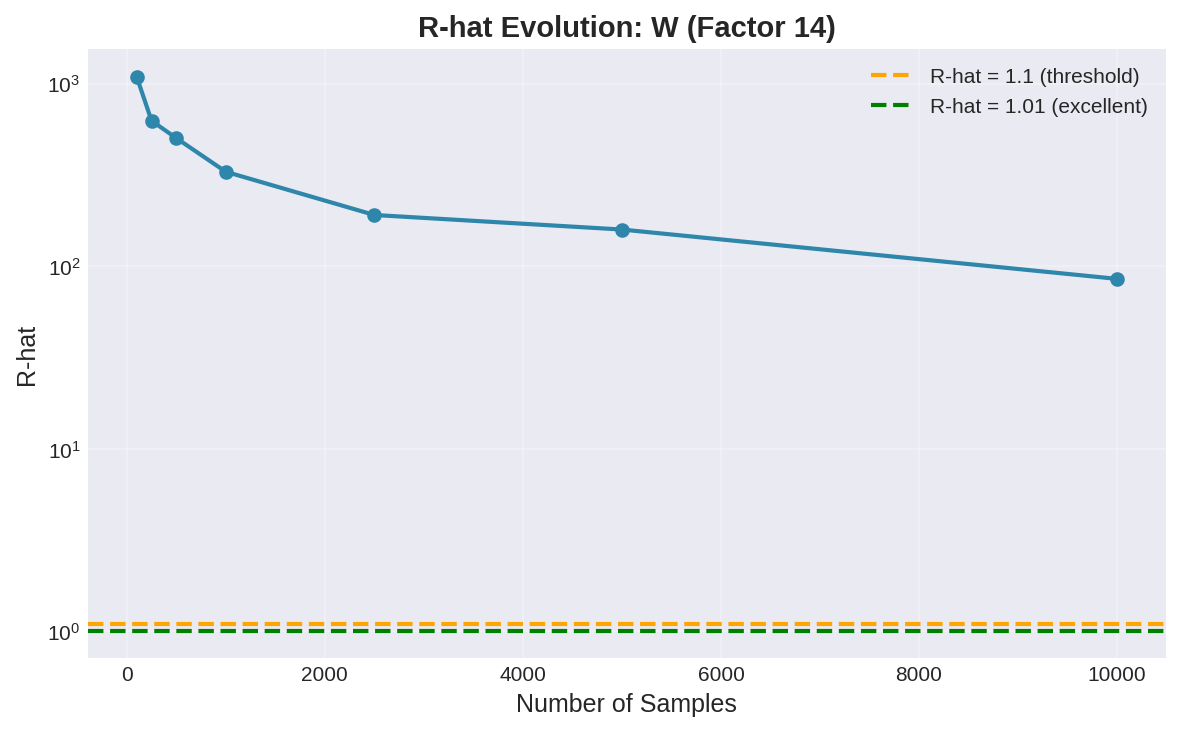 R-hat Evolution: W (Factor 14)
R-hat = 1.1 (threshold)
R-hat = 1.01 (excellent)
10³
10²
10¹
10⁰
R-hat
0 2000 4000 6000 8000 10000
Number of Samples